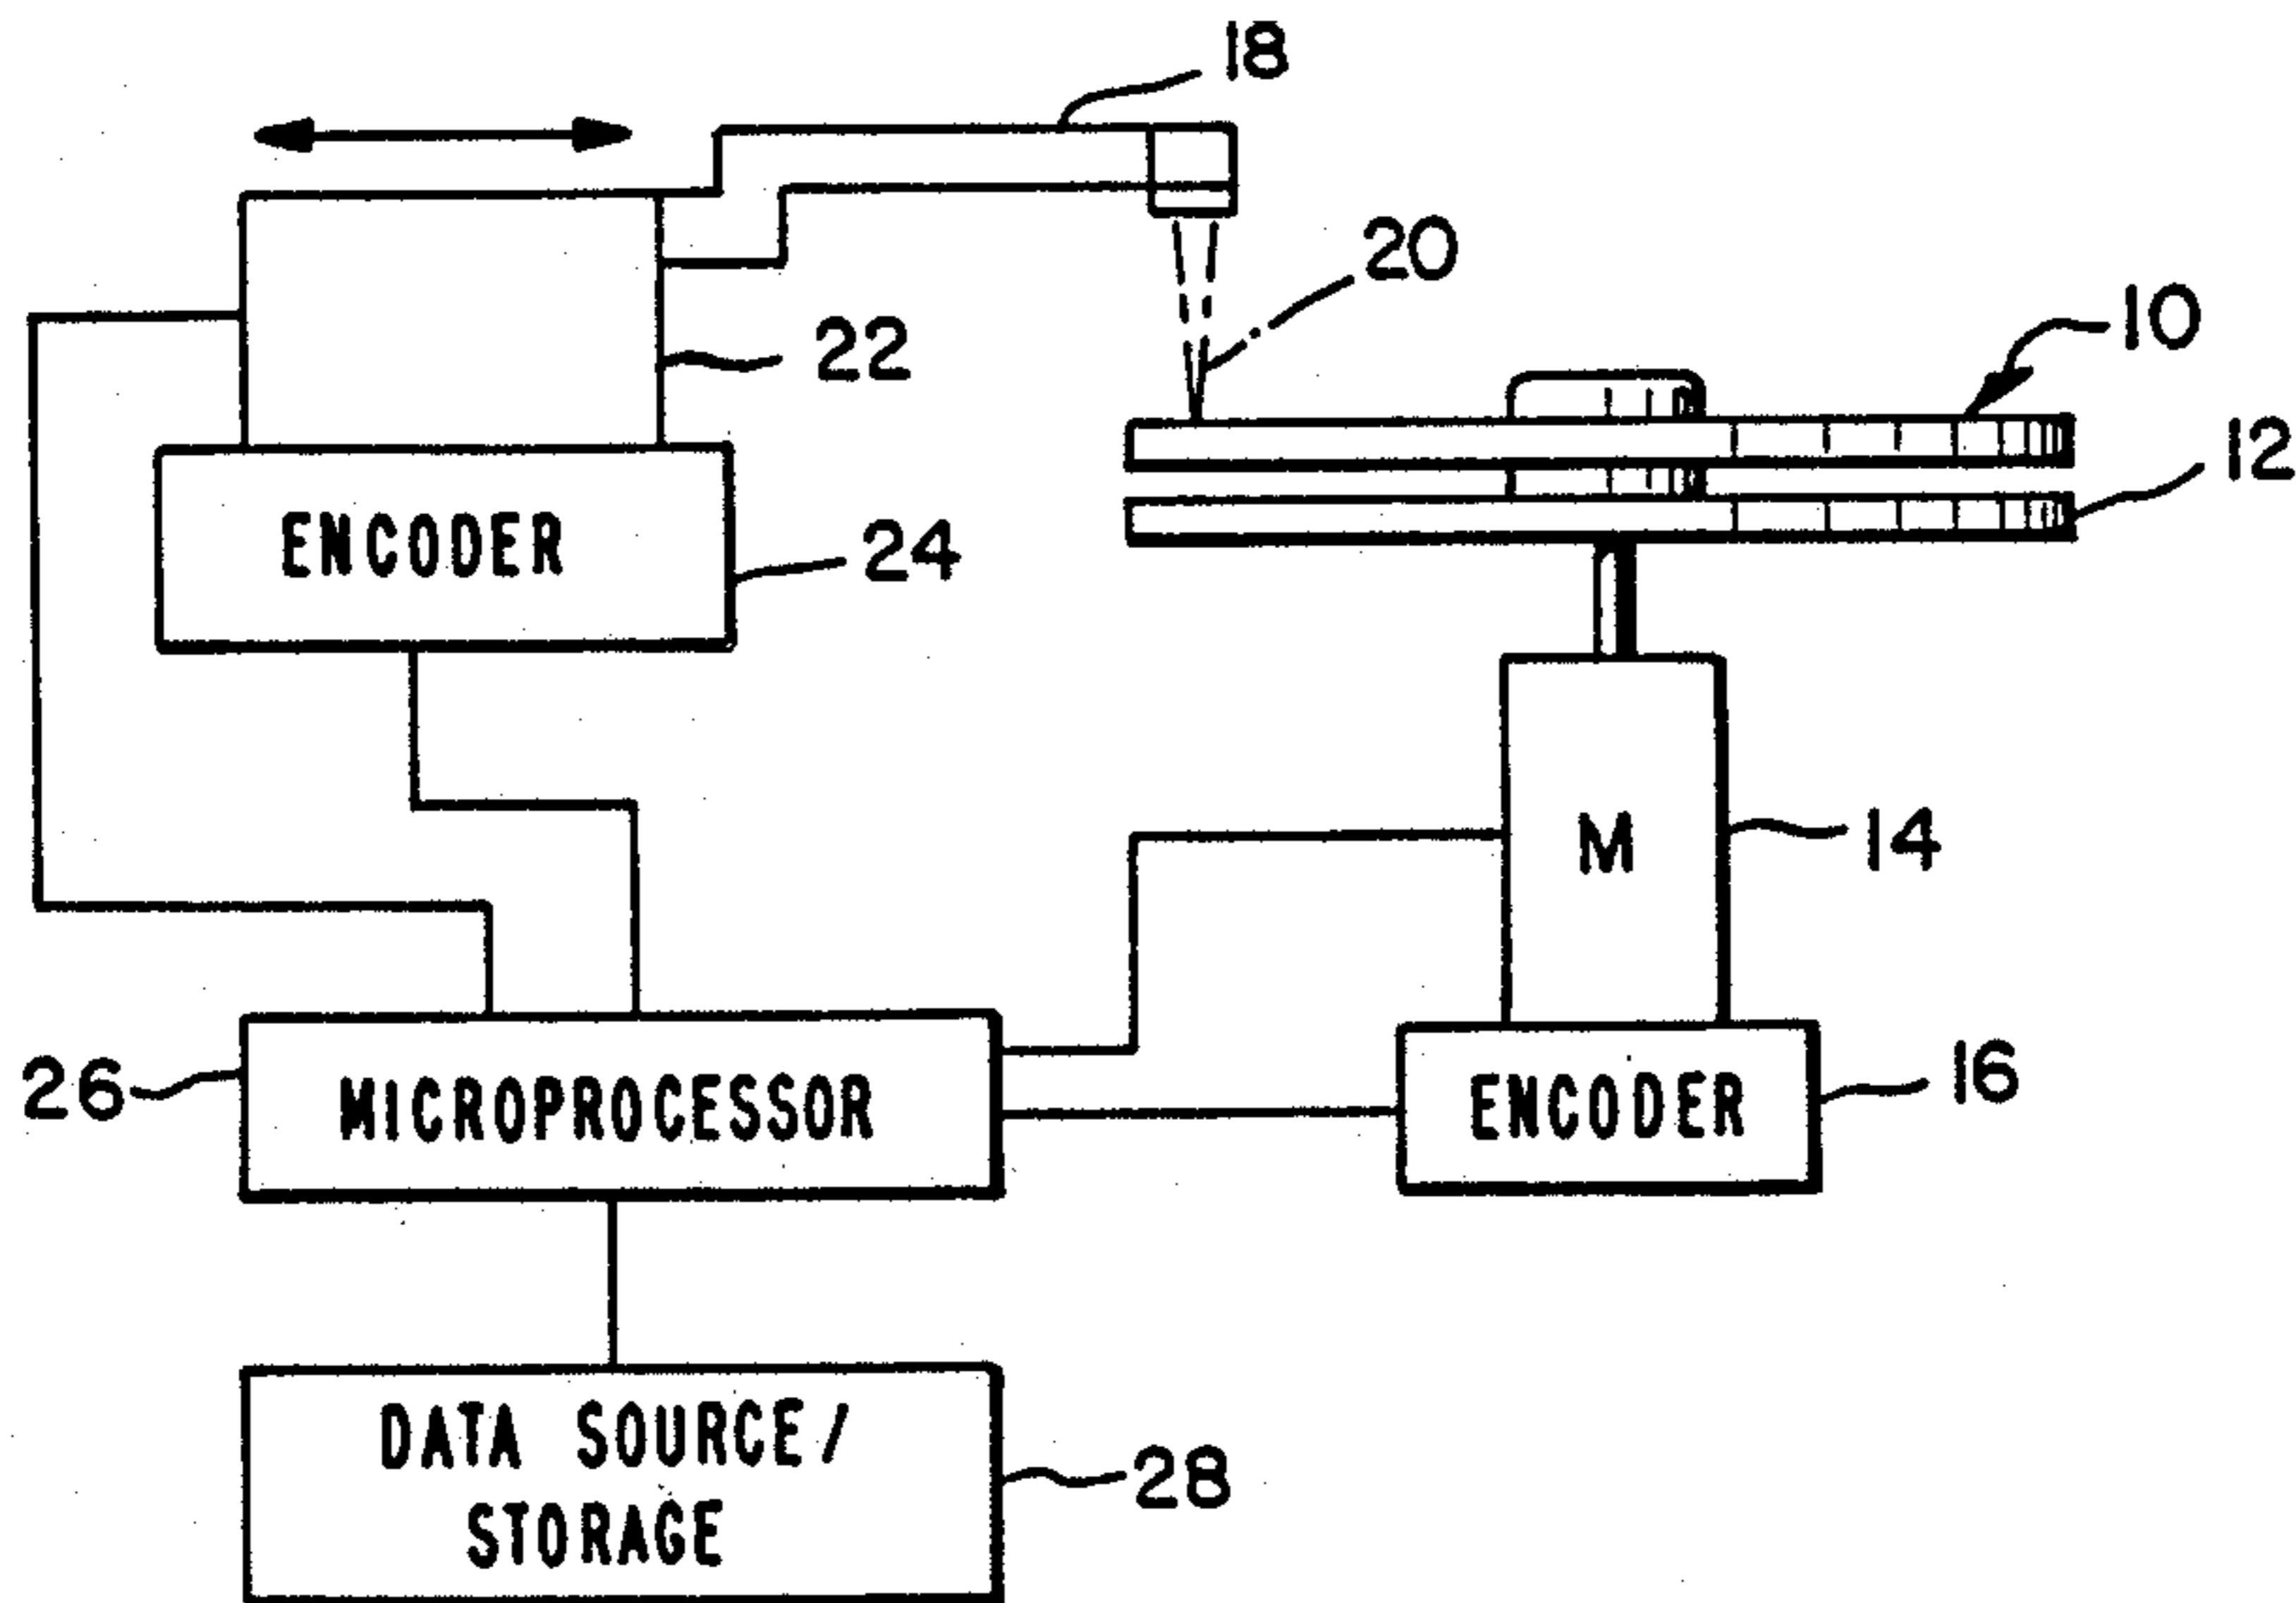 18
20
10
22
12
ENCODER
24
M
14
26
MICROPROCESSOR
ENCODER
16
DATA SOURCE/
STORAGE
28